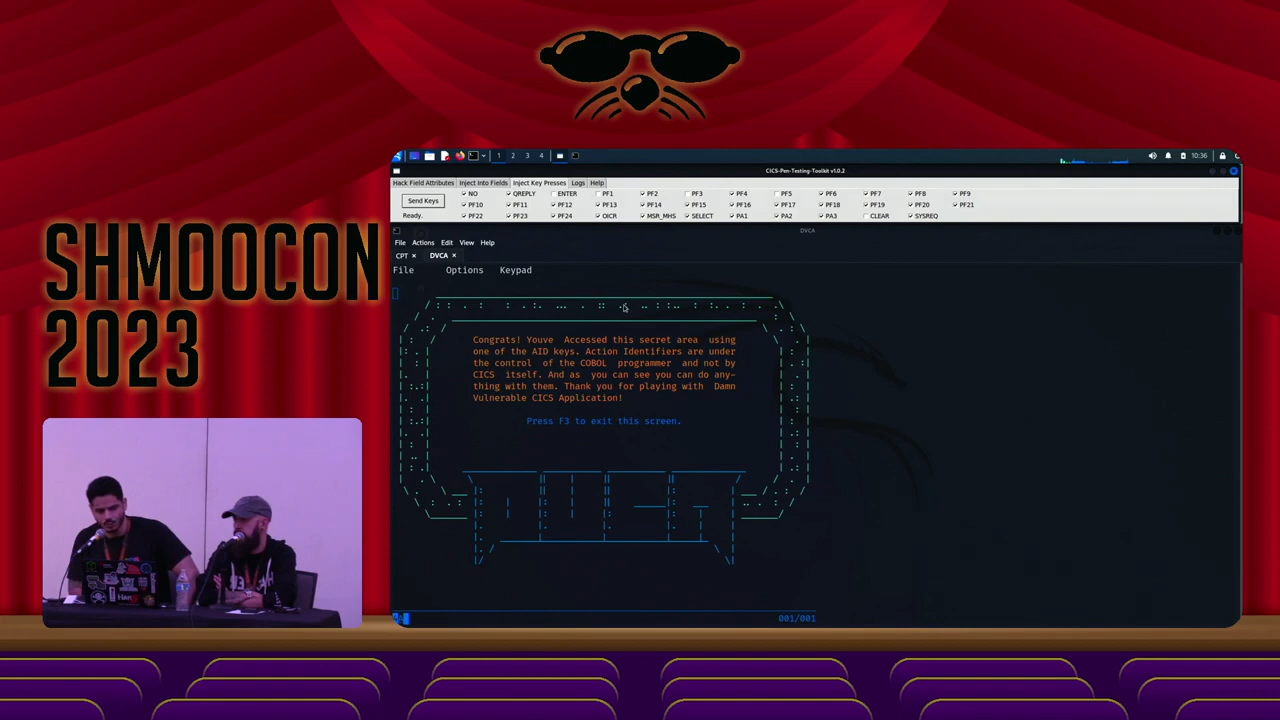 SHMOOCON
2023
1 2 3 4
10:36
CICS-Pen-Testing-Toolkit v1.0.2
Hack Field Attributes Inject Into Fields Inject Key Presses Logs Help
Send Keys
Ready.
NO QREPLY ENTER PF1 PF2 PF3 PF4 PF5 PF6 PF7 PF8 PF9
PF10 PF11 PF12 PF13 PF14 PF15 PF16 PF17 PF18 PF19 PF20 PF21
PF22 PF23 PF24 OICR MSR_MHS SELECT PA1 PA2 PA3 CLEAR SYSREQ
DVCA
File Actions Edit View Help
CPT × DVCA ×
File Options Keypad
Congrats! Youve Accessed this secret area using
one of the AID keys. Action Identifiers are under
the control of the COBOL programmer and not by
CICS itself. And as you can see you can do any-
thing with them. Thank you for playing with Damn
Vulnerable CICS Application!
Press F3 to exit this screen.
001/001